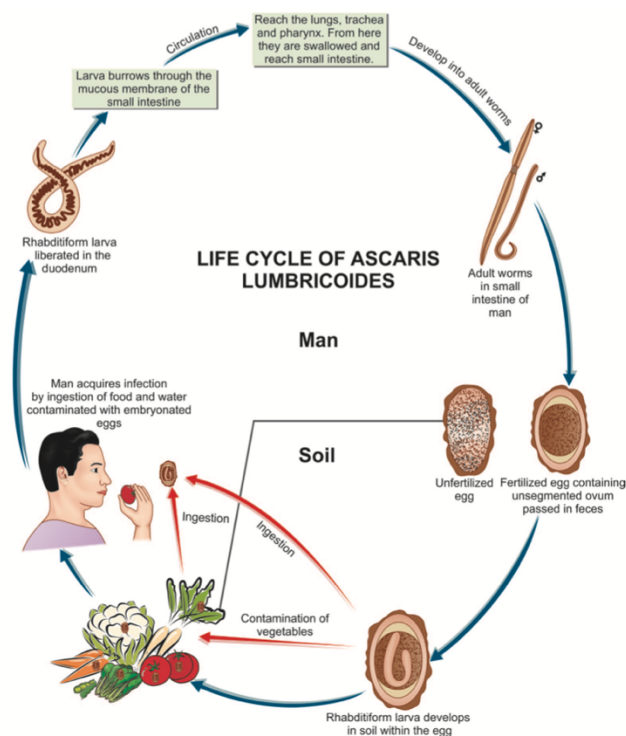 Circulation
Reach the lungs, trachea
and pharynx. From here
they are swallowed and
reach small intestine.
Develop into adult worms
Larva burrows through the
mucous membrane of the
small intestine
♀
♂
Rhabditiform larva
liberated in the
duodenum
LIFE CYCLE OF ASCARIS
LUMBRICOIDES
Adult worms
in small
intestine of
man
Man
Man acquires infection
by ingestion of food and water
contaminated with embryonated
eggs
Soil
Unfertilized
egg
Fertilized egg containing
unsegmented ovum
passed in feces
Ingestion
Ingestion
Contamination of
vegetables
Rhabditiform larva develops
in soil within the egg